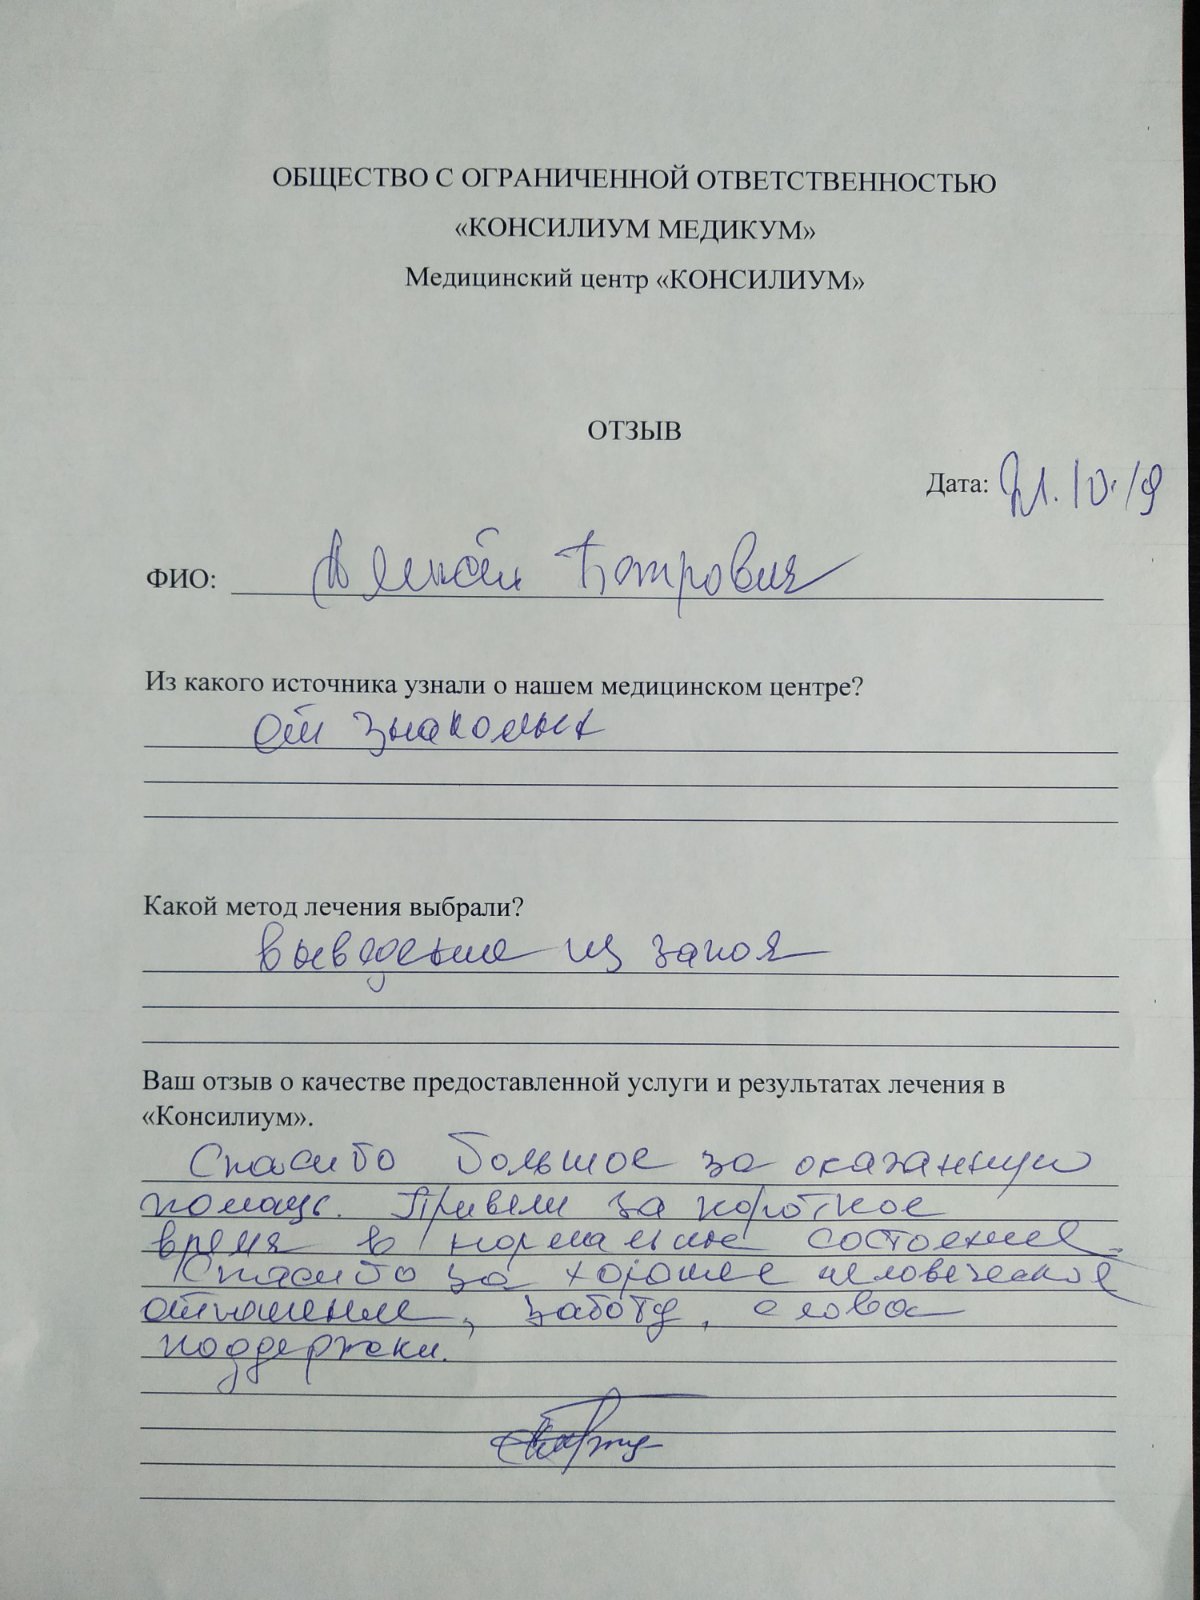 ОБЩЕСТВО С ОГРАНИЧЕННОЙ ОТВЕТСТВЕННОСТЬЮ
«КОНСИЛИУМ МЕДИКУМ»
Медицинский центр «КОНСИЛИУМ»
ОТЗЫВ
Дата: 21.10.19
ФИО: Петрович
Из какого источника узнали о нашем медицинском центре?
От знакомых
Какой метод лечения выбрали?
Выведение из запоя
Ваш отзыв о качестве предоставленной услуги и результатах лечения в
«Консилиум».
Спасибо большое за оказанную
помощь. Привели за короткое
время в нормальное состояние.
Спасибо за хорошее человеческое
отношение, заботу, слова
поддержки.